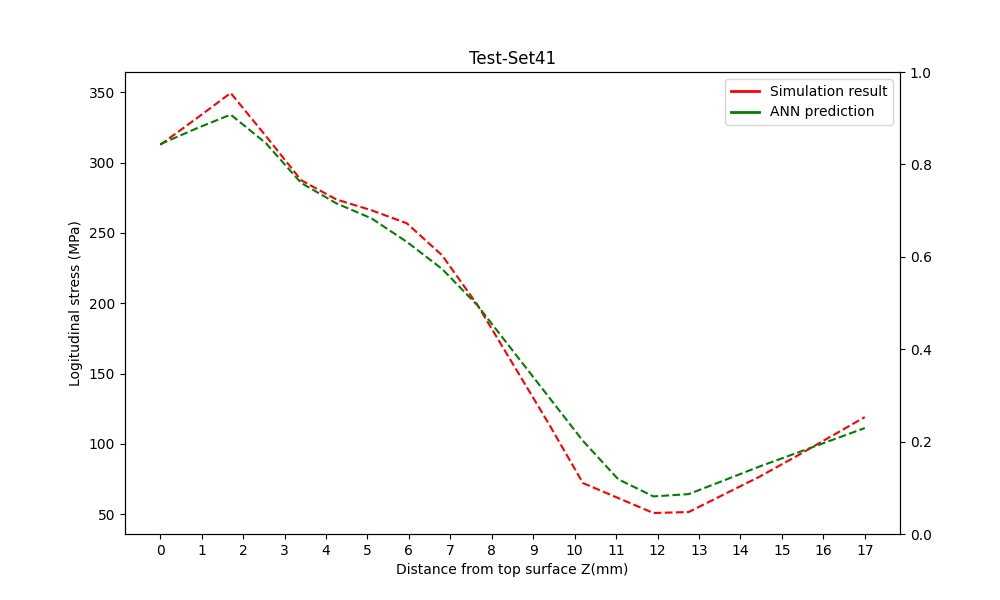 Test-Set41
Simulation result
ANN prediction
Logitudinal stress (MPa)
350
300
250
200
150
100
50
1.0
0.8
0.6
0.4
0.2
0.0
0 1 2 3 4 5 6 7 8 9 10 11 12 13 14 15 16 17
Distance from top surface Z(mm)